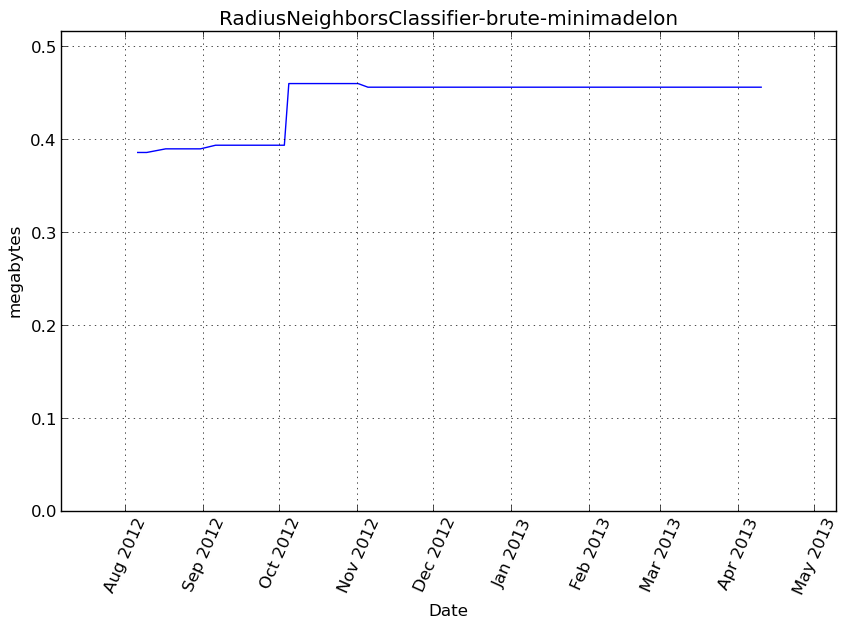 RadiusNeighborsClassifier-brute-minimadelon
0.5
0.4
0.3
0.2
0.1
0.0
megabytes
Aug 2012
Sep 2012
Oct 2012
Nov 2012
Dec 2012
Jan 2013
Feb 2013
Mar 2013
Apr 2013
May 2013
Date